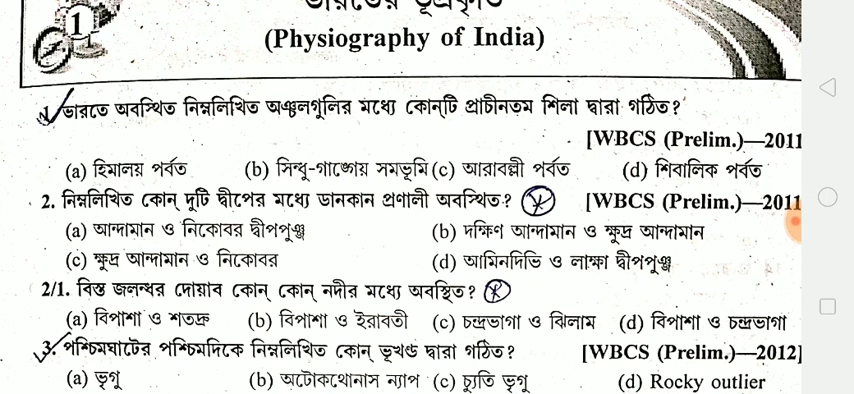 ভারতের ভূপ্রকৃতি
1
(Physiography of India)
1. ভারতে অবস্থিত নিম্নলিখিত অঞ্চলগুলির মধ্যে কোন্‌টি প্রাচীনতম শিলা দ্বারা গঠিত?
[WBCS (Prelim.)—2011
(a) হিমালয় পর্বত (b) সিন্ধু-গাঙ্গেয় সমভূমি (c) আরাবল্লী পর্বত (d) শিবালিক পর্বত
2. নিম্নলিখিত কোন্ দুটি দ্বীপের মধ্যে ডানকান প্রণালী অবস্থিত? [WBCS (Prelim.)—2011
(a) আন্দামান ও নিকোবর দ্বীপপুঞ্জ (b) দক্ষিণ আন্দামান ও ক্ষুদ্র আন্দামান
(c) ক্ষুদ্র আন্দামান ও নিকোবর (d) আমিনদিভি ও লাক্ষা দ্বীপপুঞ্জ
2/1. বিস্ত জলন্ধর দোয়াব কোন্ কোন্ নদীর মধ্যে অবস্থিত?
(a) বিপাশা ও শতদ্রু (b) বিপাশা ও ইরাবতী (c) চন্দ্রভাগা ও ঝিলাম (d) বিপাশা ও চন্দ্রভাগা
3. পশ্চিমঘাটের পশ্চিমদিকে নিম্নলিখিত কোন্ ভূখণ্ড দ্বারা গঠিত? [WBCS (Prelim.)—2012]
(a) ভৃগু (b) অটোকথোনাস ন্যাপ (c) চ্যুতি ভৃগু (d) Rocky outlier